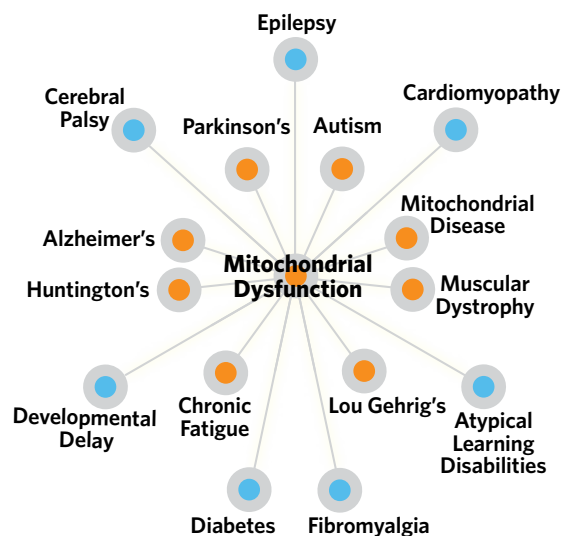 Epilepsy
Cerebral
Palsy
Cardiomyopathy
Parkinson's
Autism
Alzheimer's
Mitochondrial
Disease
Mitochondrial
Dysfunction
Huntington's
Muscular
Dystrophy
Developmental
Delay
Chronic
Fatigue
Lou Gehrig's
Atypical
Learning
Disabilities
Diabetes
Fibromyalgia